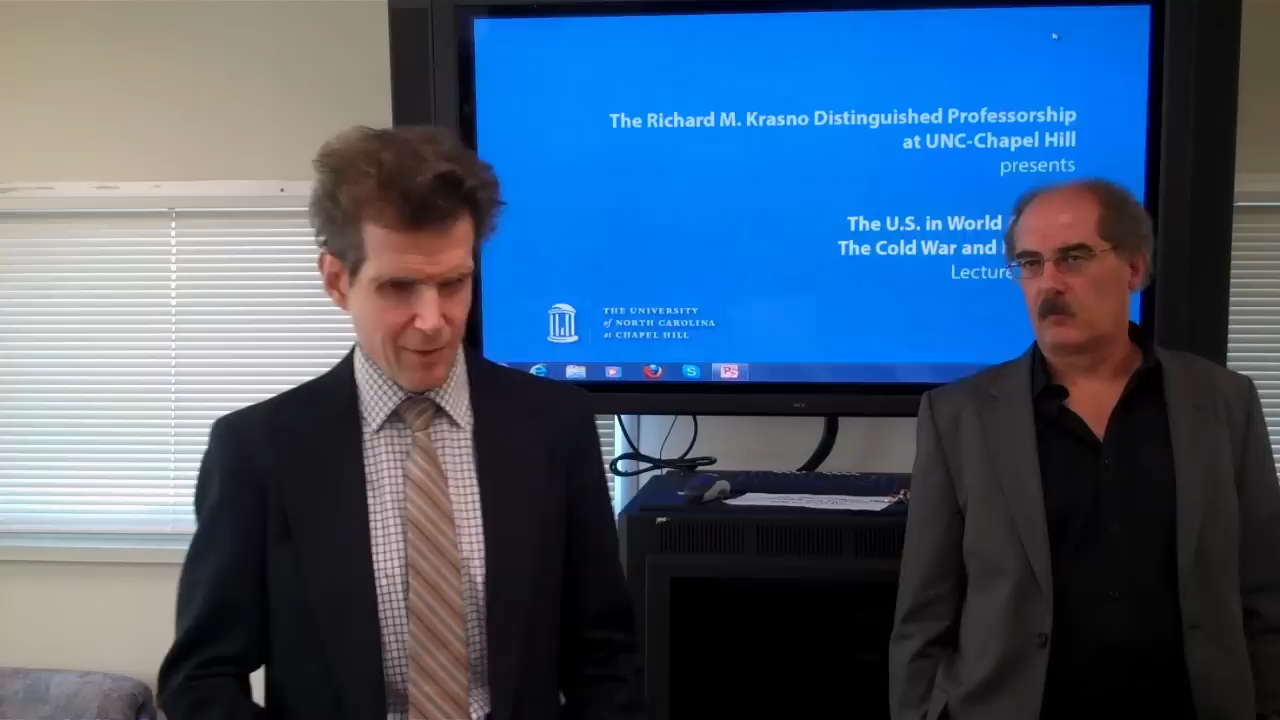 The Richard M. Krasno Distinguished Professorship
at UNC-Chapel Hill
presents
The U.S. in World
The Cold War and
Lecture
THE UNIVERSITY
of NORTH CAROLINA
at CHAPEL HILL